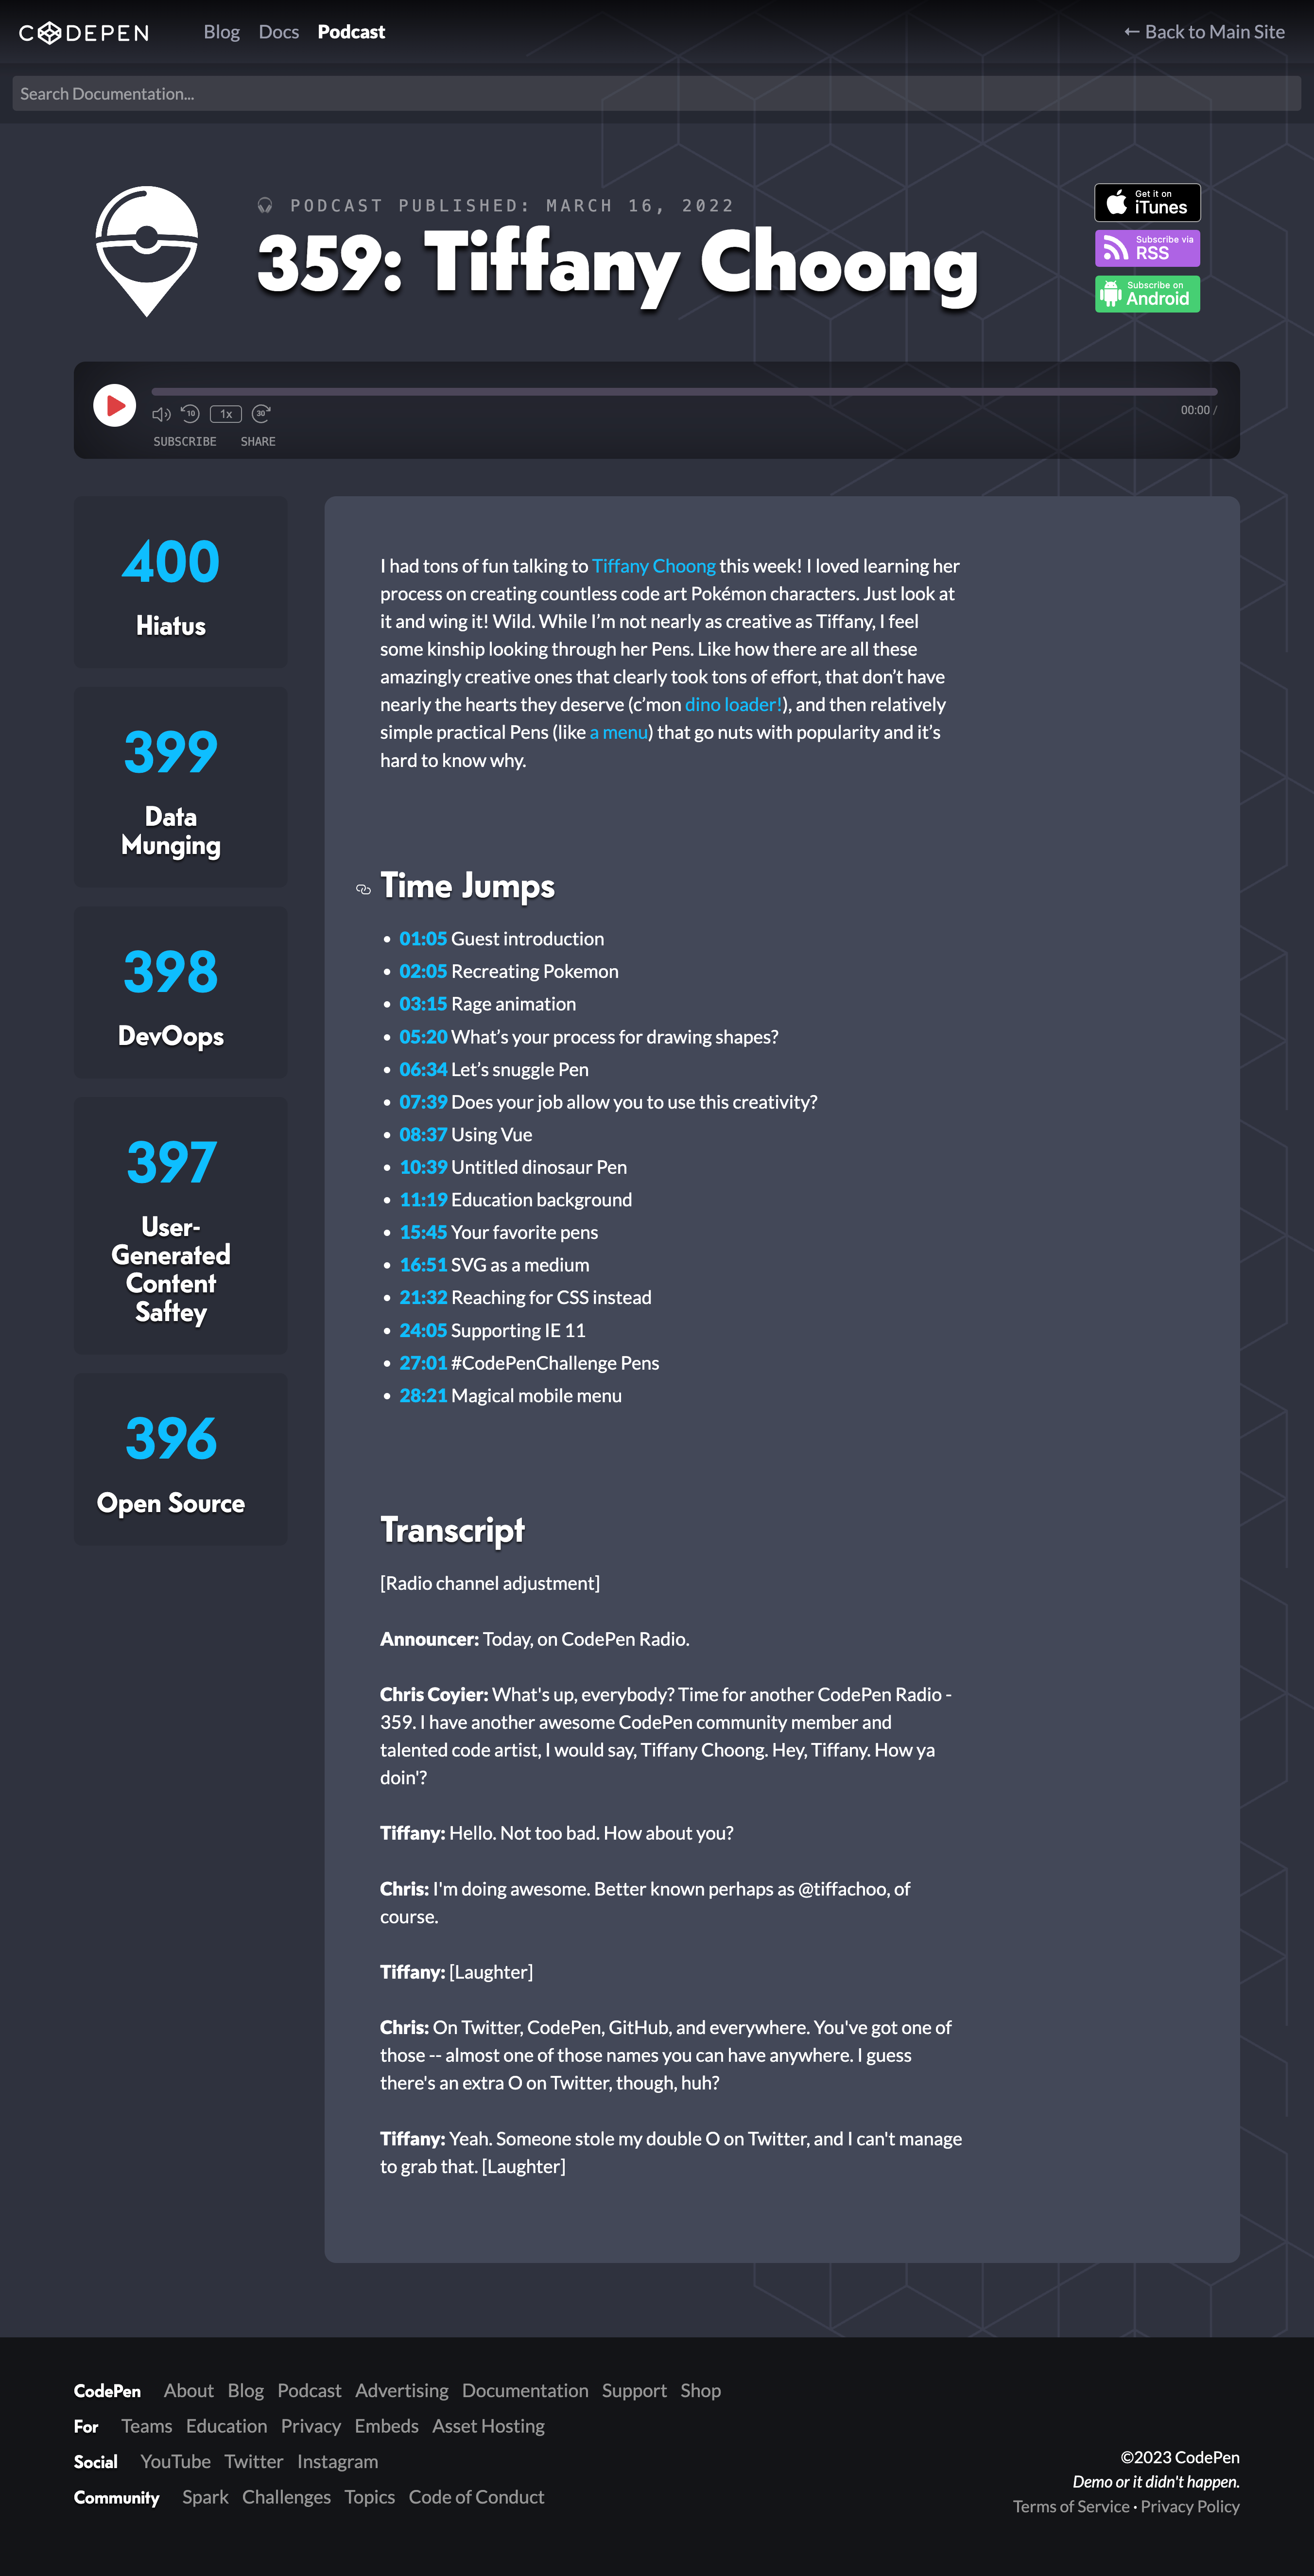 CODEPEN Blog Docs Podcast ← Back to Main Site
Search Documentation...
PODCAST PUBLISHED: MARCH 16, 2022
359: Tiffany Choong
Get it on
iTunes
Subscribe via
RSS
Subscribe on
Android
10 1x 30
00:00 /
SUBSCRIBE SHARE
400
Hiatus
399
Data
Munging
398
DevOops
397
User-
Generated
Content
Saftey
396
Open Source
I had tons of fun talking to Tiffany Choong this week! I loved learning her
process on creating countless code art Pokémon characters. Just look at
it and wing it! Wild. While I’m not nearly as creative as Tiffany, I feel
some kinship looking through her Pens. Like how there are all these
amazingly creative ones that clearly took tons of effort, that don’t have
nearly the hearts they deserve (c’mon dino loader!), and then relatively
simple practical Pens (like a menu) that go nuts with popularity and it’s
hard to know why.
Time Jumps
• 01:05 Guest introduction
• 02:05 Recreating Pokemon
• 03:15 Rage animation
• 05:20 What’s your process for drawing shapes?
• 06:34 Let’s snuggle Pen
• 07:39 Does your job allow you to use this creativity?
• 08:37 Using Vue
• 10:39 Untitled dinosaur Pen
• 11:19 Education background
• 15:45 Your favorite pens
• 16:51 SVG as a medium
• 21:32 Reaching for CSS instead
• 24:05 Supporting IE 11
• 27:01 #CodePenChallenge Pens
• 28:21 Magical mobile menu
Transcript
[Radio channel adjustment]
Announcer: Today, on CodePen Radio.
Chris Coyier: What's up, everybody? Time for another CodePen Radio -
359. I have another awesome CodePen community member and
talented code artist, I would say, Tiffany Choong. Hey, Tiffany. How ya
doin'?
Tiffany: Hello. Not too bad. How about you?
Chris: I'm doing awesome. Better known perhaps as @tiffachoo, of
course.
Tiffany: [Laughter]
Chris: On Twitter, CodePen, GitHub, and everywhere. You've got one of
those -- almost one of those names you can have anywhere. I guess
there's an extra O on Twitter, though, huh?
Tiffany: Yeah. Someone stole my double O on Twitter, and I can't manage
to grab that. [Laughter]
CodePen About Blog Podcast Advertising Documentation Support Shop
For Teams Education Privacy Embeds Asset Hosting
Social YouTube Twitter Instagram
Community Spark Challenges Topics Code of Conduct
©2023 CodePen
Demo or it didn't happen.
Terms of Service · Privacy Policy